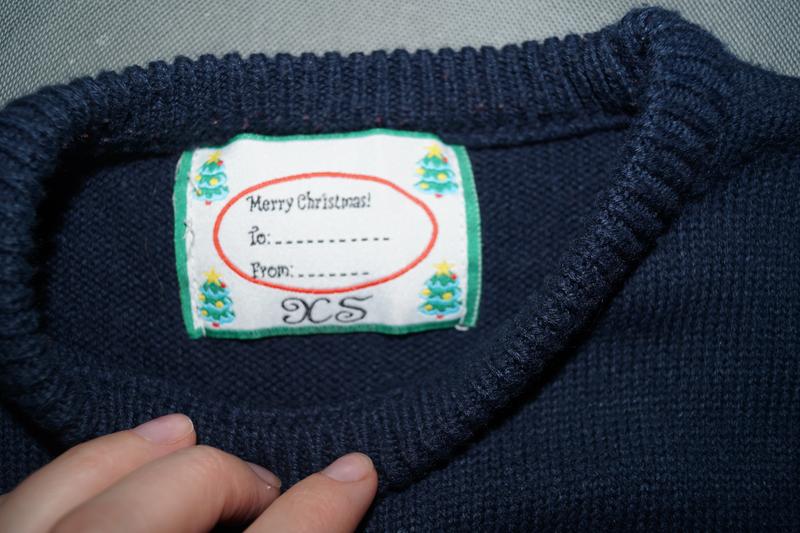 Merry Christmas!
To:-----------
From:-------
XS